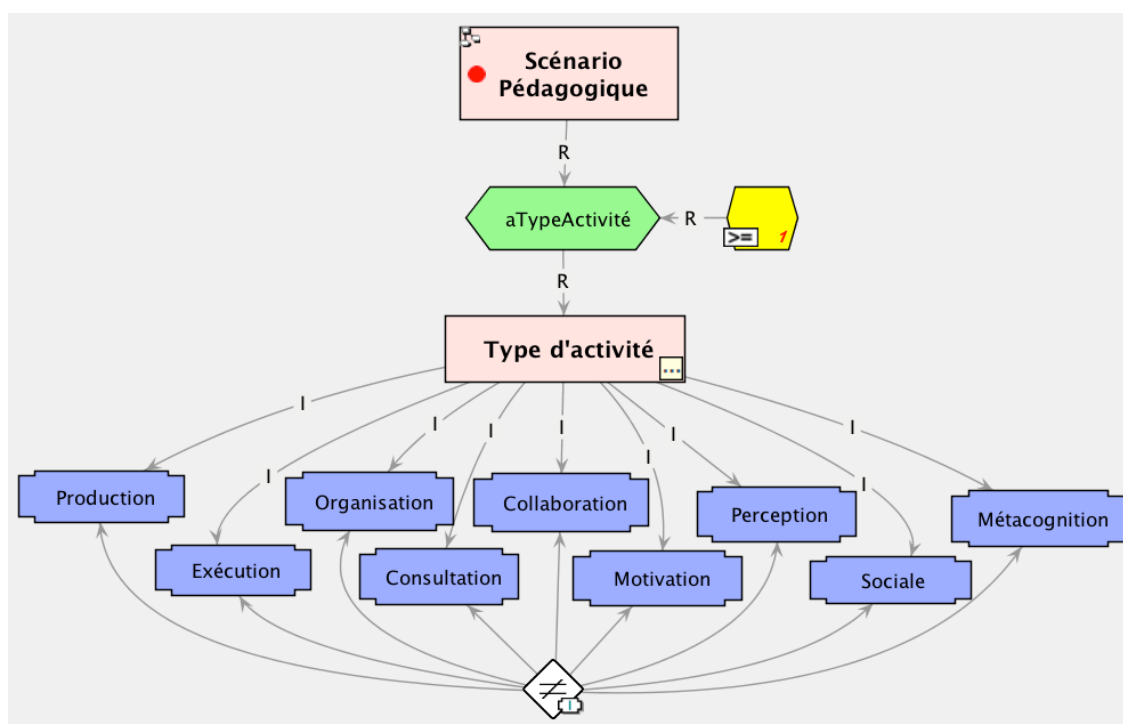 Scénario
Pédagogique
R
aTypeActivité
R
>=
1
R
Type d'activité
...
I
I
I
I
I
I
I
I
I
Production
Organisation
Collaboration
Perception
Métacognition
Exécution
Consultation
Motivation
Sociale
≠
I